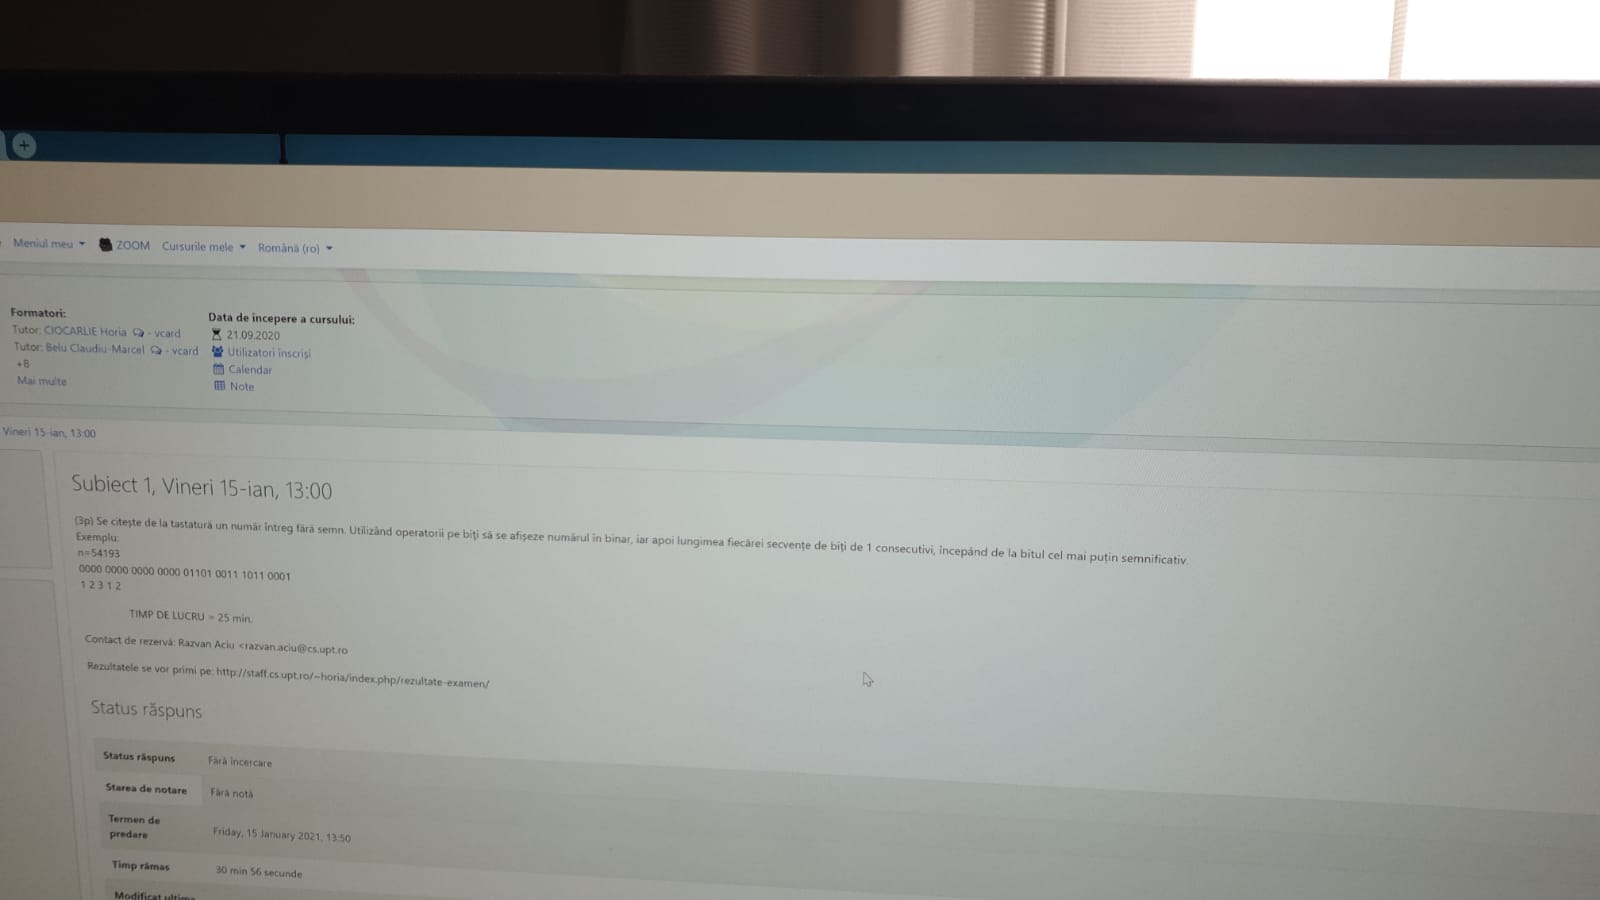 Meniul meu ZOOM Cursurile mele Română (ro)
Formatori:
Tutor: CIOCARLIE Horia - vcard
Tutor: Belu Claudiu-Marcel - vcard
+8
Mai multe
Data de începere a cursului:
21.09.2020
Utilizatori înscriși
Calendar
Note
Vineri 15-ian, 13:00
Subiect 1, Vineri 15-ian, 13:00
(3p) Se citește de la tastatură un număr întreg fără semn. Utilizând operatorii pe biți să se afișeze numărul în binar, iar apoi lungimea fiecărei secvențe de biți de 1 consecutivi, începând de la bitul cel mai puțin semnificativ.
Exemplu:
n=54193
0000 0000 0000 0000 01101 0011 1011 0001
1 2 3 1 2
TIMP DE LUCRU = 25 min.
Contact de rezervă: Razvan Aciu <razvan.aciu@cs.upt.ro
Rezultatele se vor primi pe: http://staff.cs.upt.ro/~horia/index.php/rezultate-examen/
Status răspuns
Status răspuns Fără încercare
Starea de notare Fără notă
Termen de
predare Friday, 15 January 2021, 13:50
Timp rămas 30 min 56 secunde
Modificat ultima